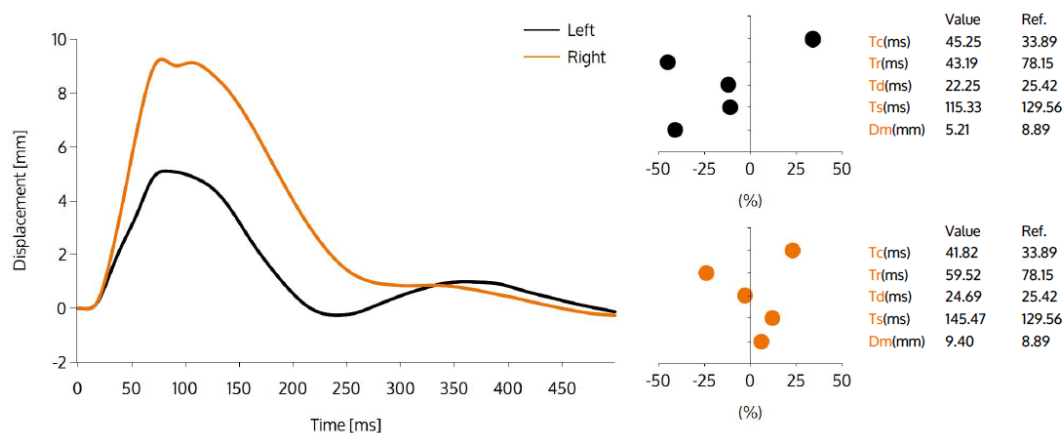 Left
Right
Displacement [mm]
10
8
6
4
2
0
-2
0 50 100 150 200 250 300 350 400 450
Time [ms]
-50 -25 0 25 50
(%)
Value Ref.
Tc(ms) 45.25 33.89
Tr(ms) 43.19 78.15
Td(ms) 22.25 25.42
Ts(ms) 115.33 129.56
Dm(mm) 5.21 8.89
-50 -25 0 25 50
(%)
Value Ref.
Tc(ms) 41.82 33.89
Tr(ms) 59.52 78.15
Td(ms) 24.69 25.42
Ts(ms) 145.47 129.56
Dm(mm) 9.40 8.89